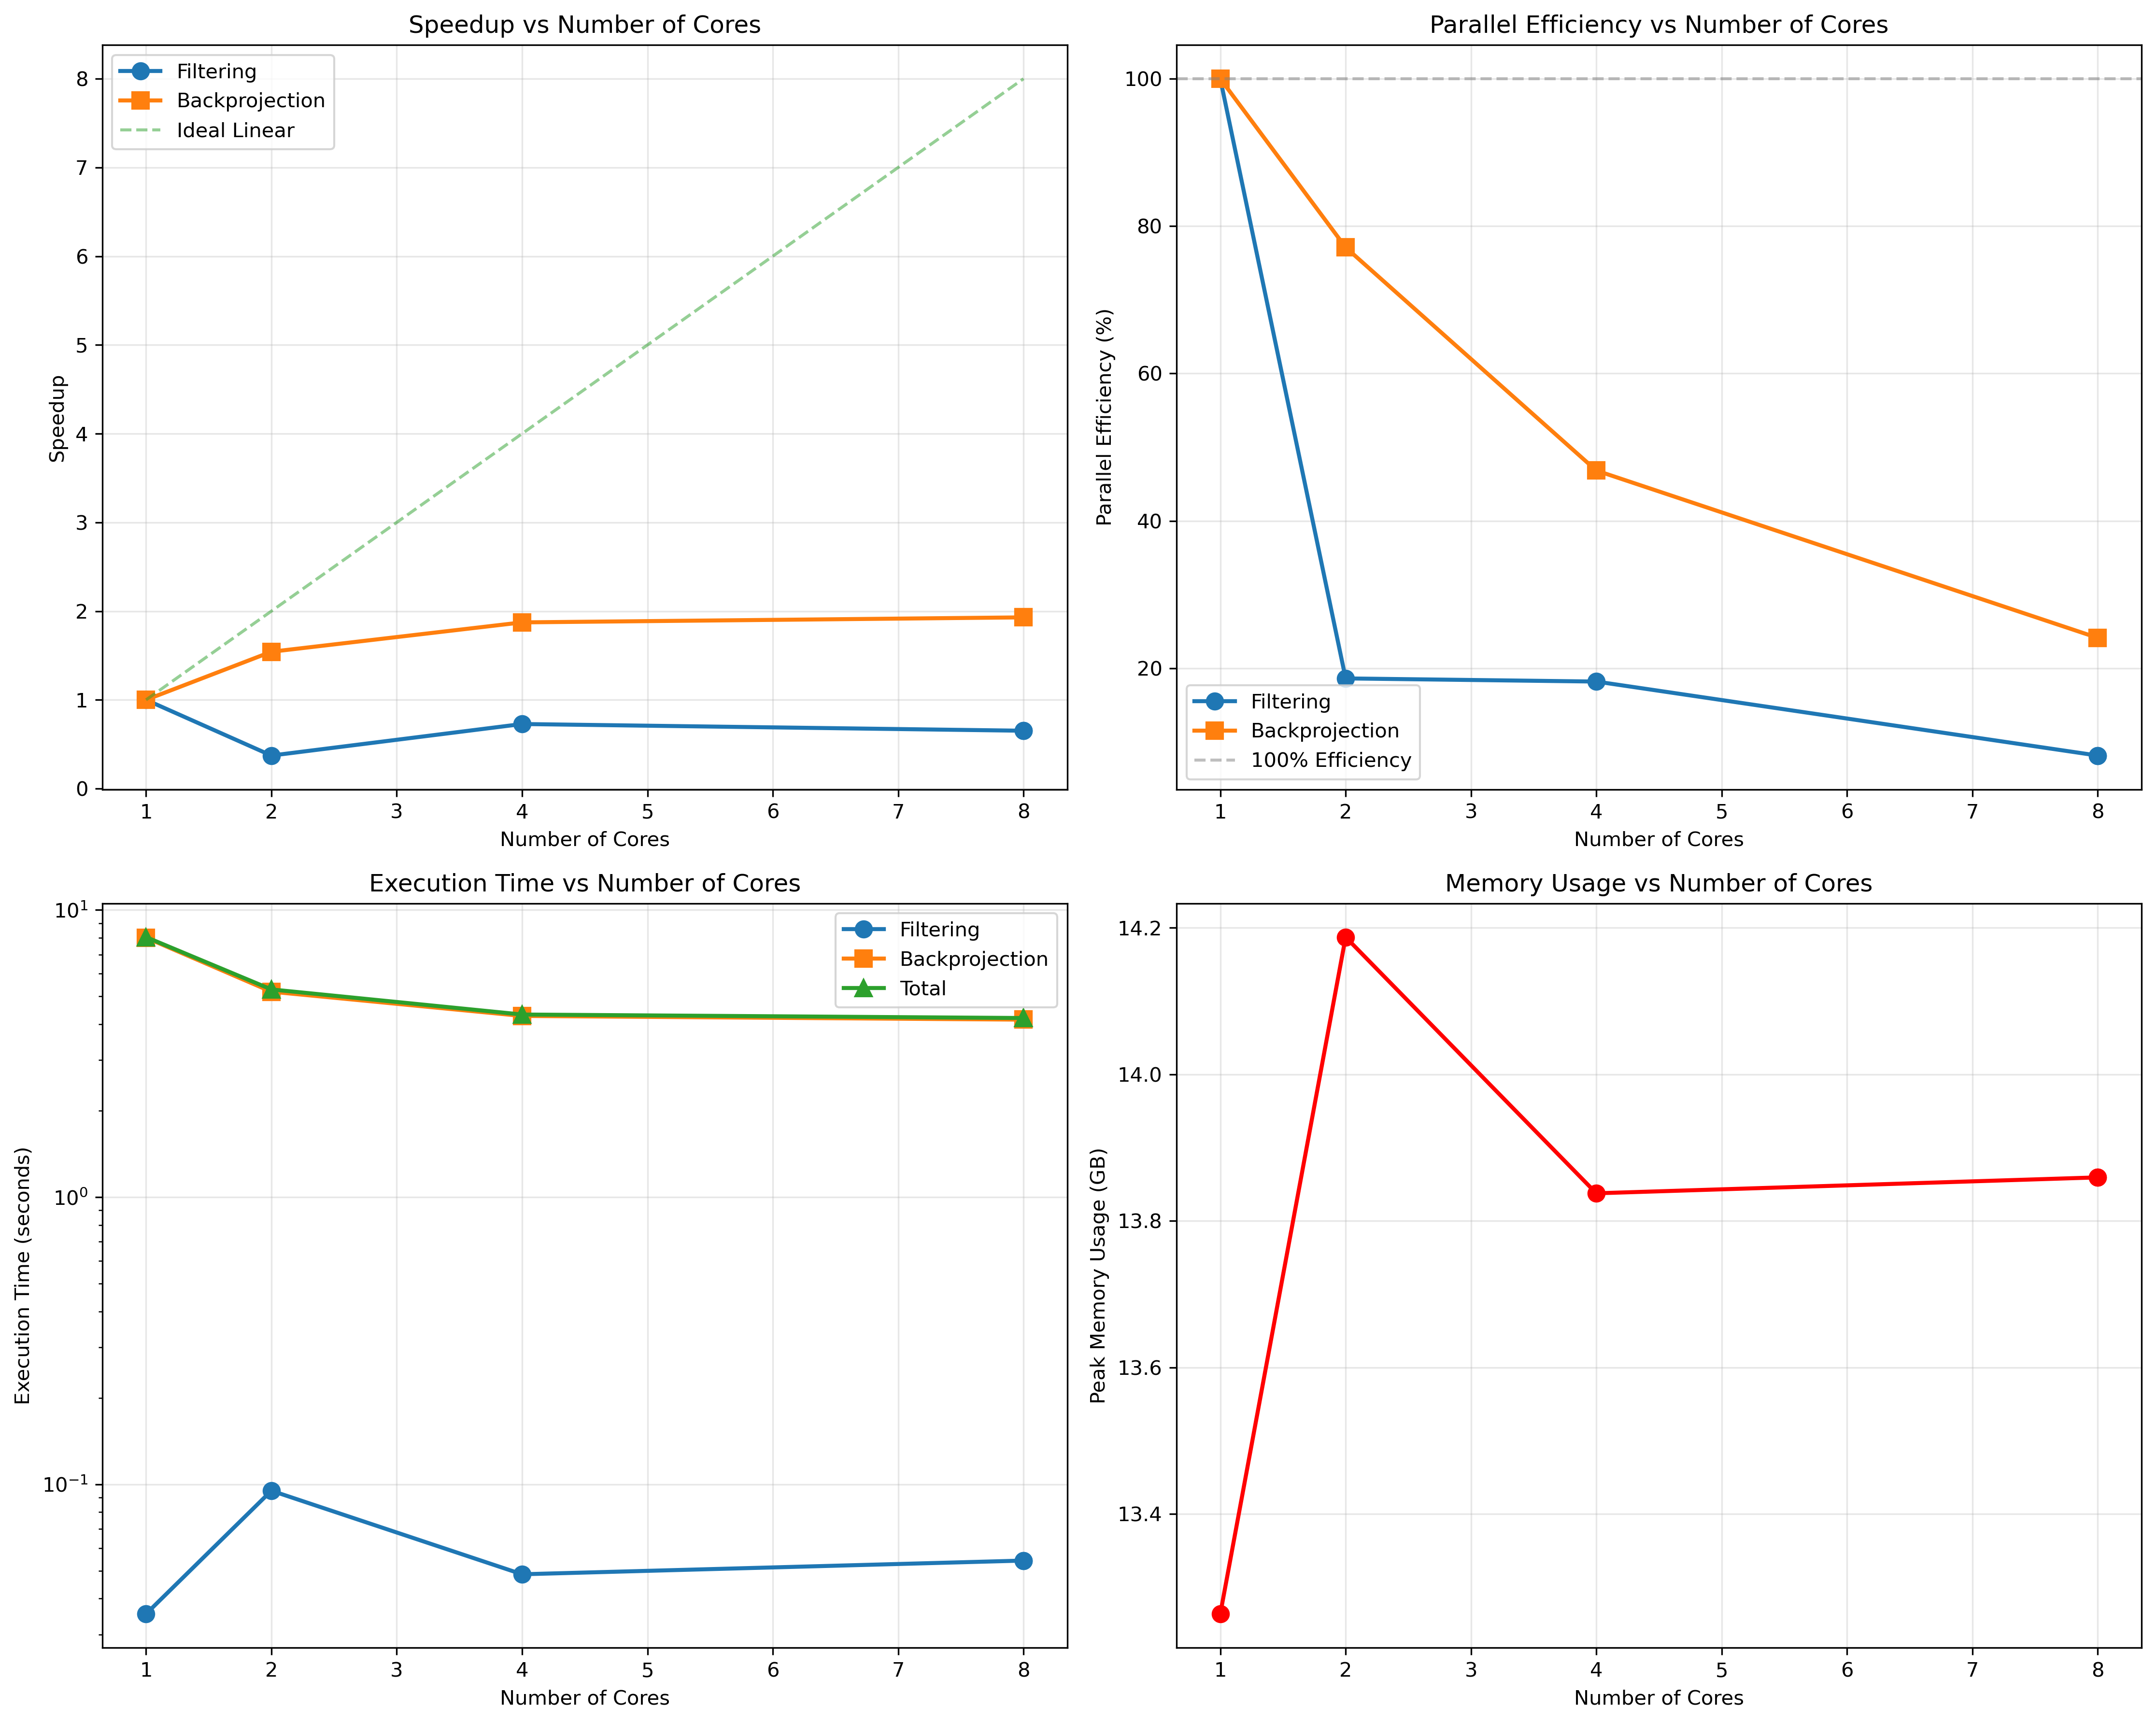 Speedup vs Number of Cores
Filtering
Backprojection
Ideal Linear
8
7
6
5
4
3
2
1
0
Speedup
1 2 3 4 5 6 7 8
Number of Cores
Parallel Efficiency vs Number of Cores
100
80
60
40
20
Parallel Efficiency (%)
Filtering
Backprojection
100% Efficiency
1 2 3 4 5 6 7 8
Number of Cores
Execution Time vs Number of Cores
Filtering
Backprojection
Total
10¹
10⁰
10⁻¹
Execution Time (seconds)
1 2 3 4 5 6 7 8
Number of Cores
Memory Usage vs Number of Cores
14.2
14.0
13.8
13.6
13.4
Peak Memory Usage (GB)
1 2 3 4 5 6 7 8
Number of Cores